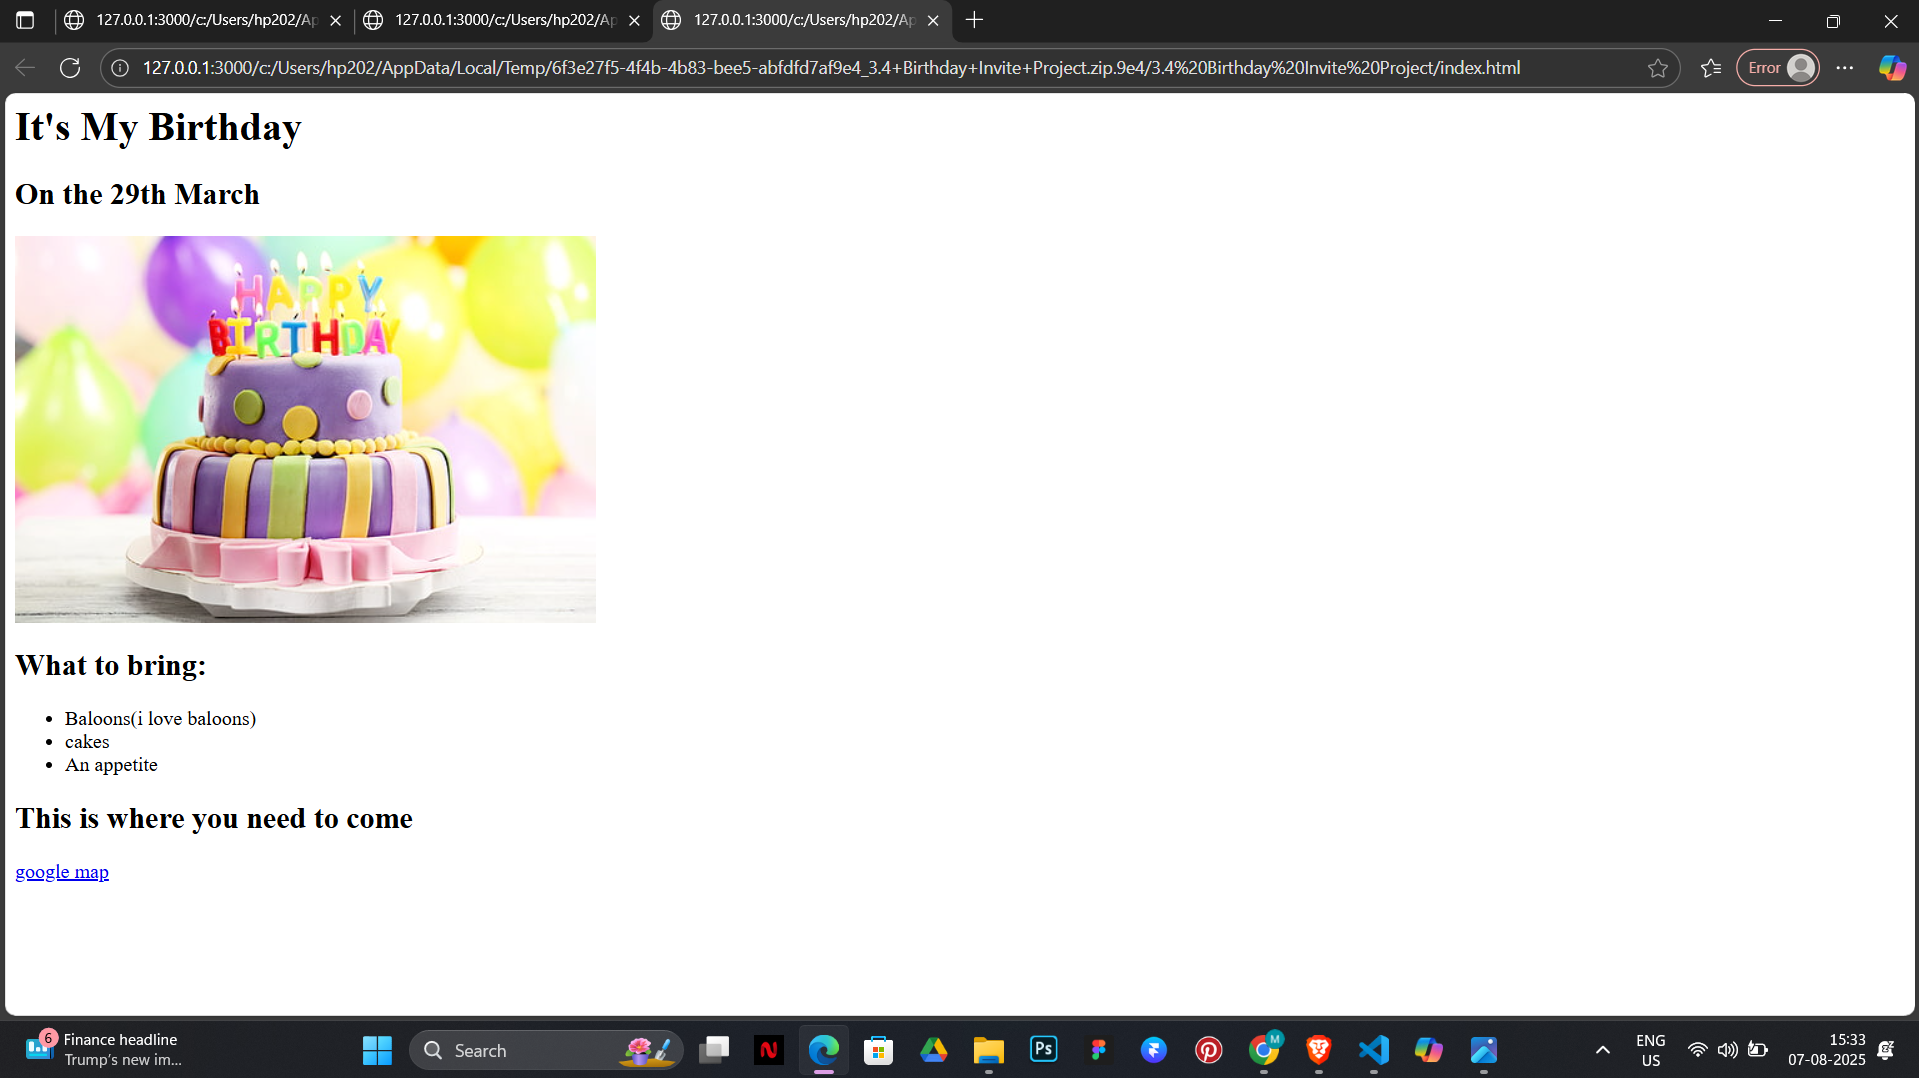 127.0.0.1:3000/c:/Users/hp202/Ap
127.0.0.1:3000/c:/Users/hp202/Ap
127.0.0.1:3000/c:/Users/hp202/Ap
127.0.0.1:3000/c:/Users/hp202/AppData/Local/Temp/6f3e27f5-4f4b-4b83-bee5-abfdfd7af9e4_3.4+Birthday+Invite+Project.zip.9e4/3.4%20Birthday%20Invite%20Project/index.html
Error
It's My Birthday
On the 29th March
HAPPY
BIRTHDAY
What to bring:
Baloons(i love baloons)
cakes
An appetite
This is where you need to come
google map
6
Finance headline
Trump's new im...
Search
N
Ps
M
ENG
US
15:33
07-08-2025